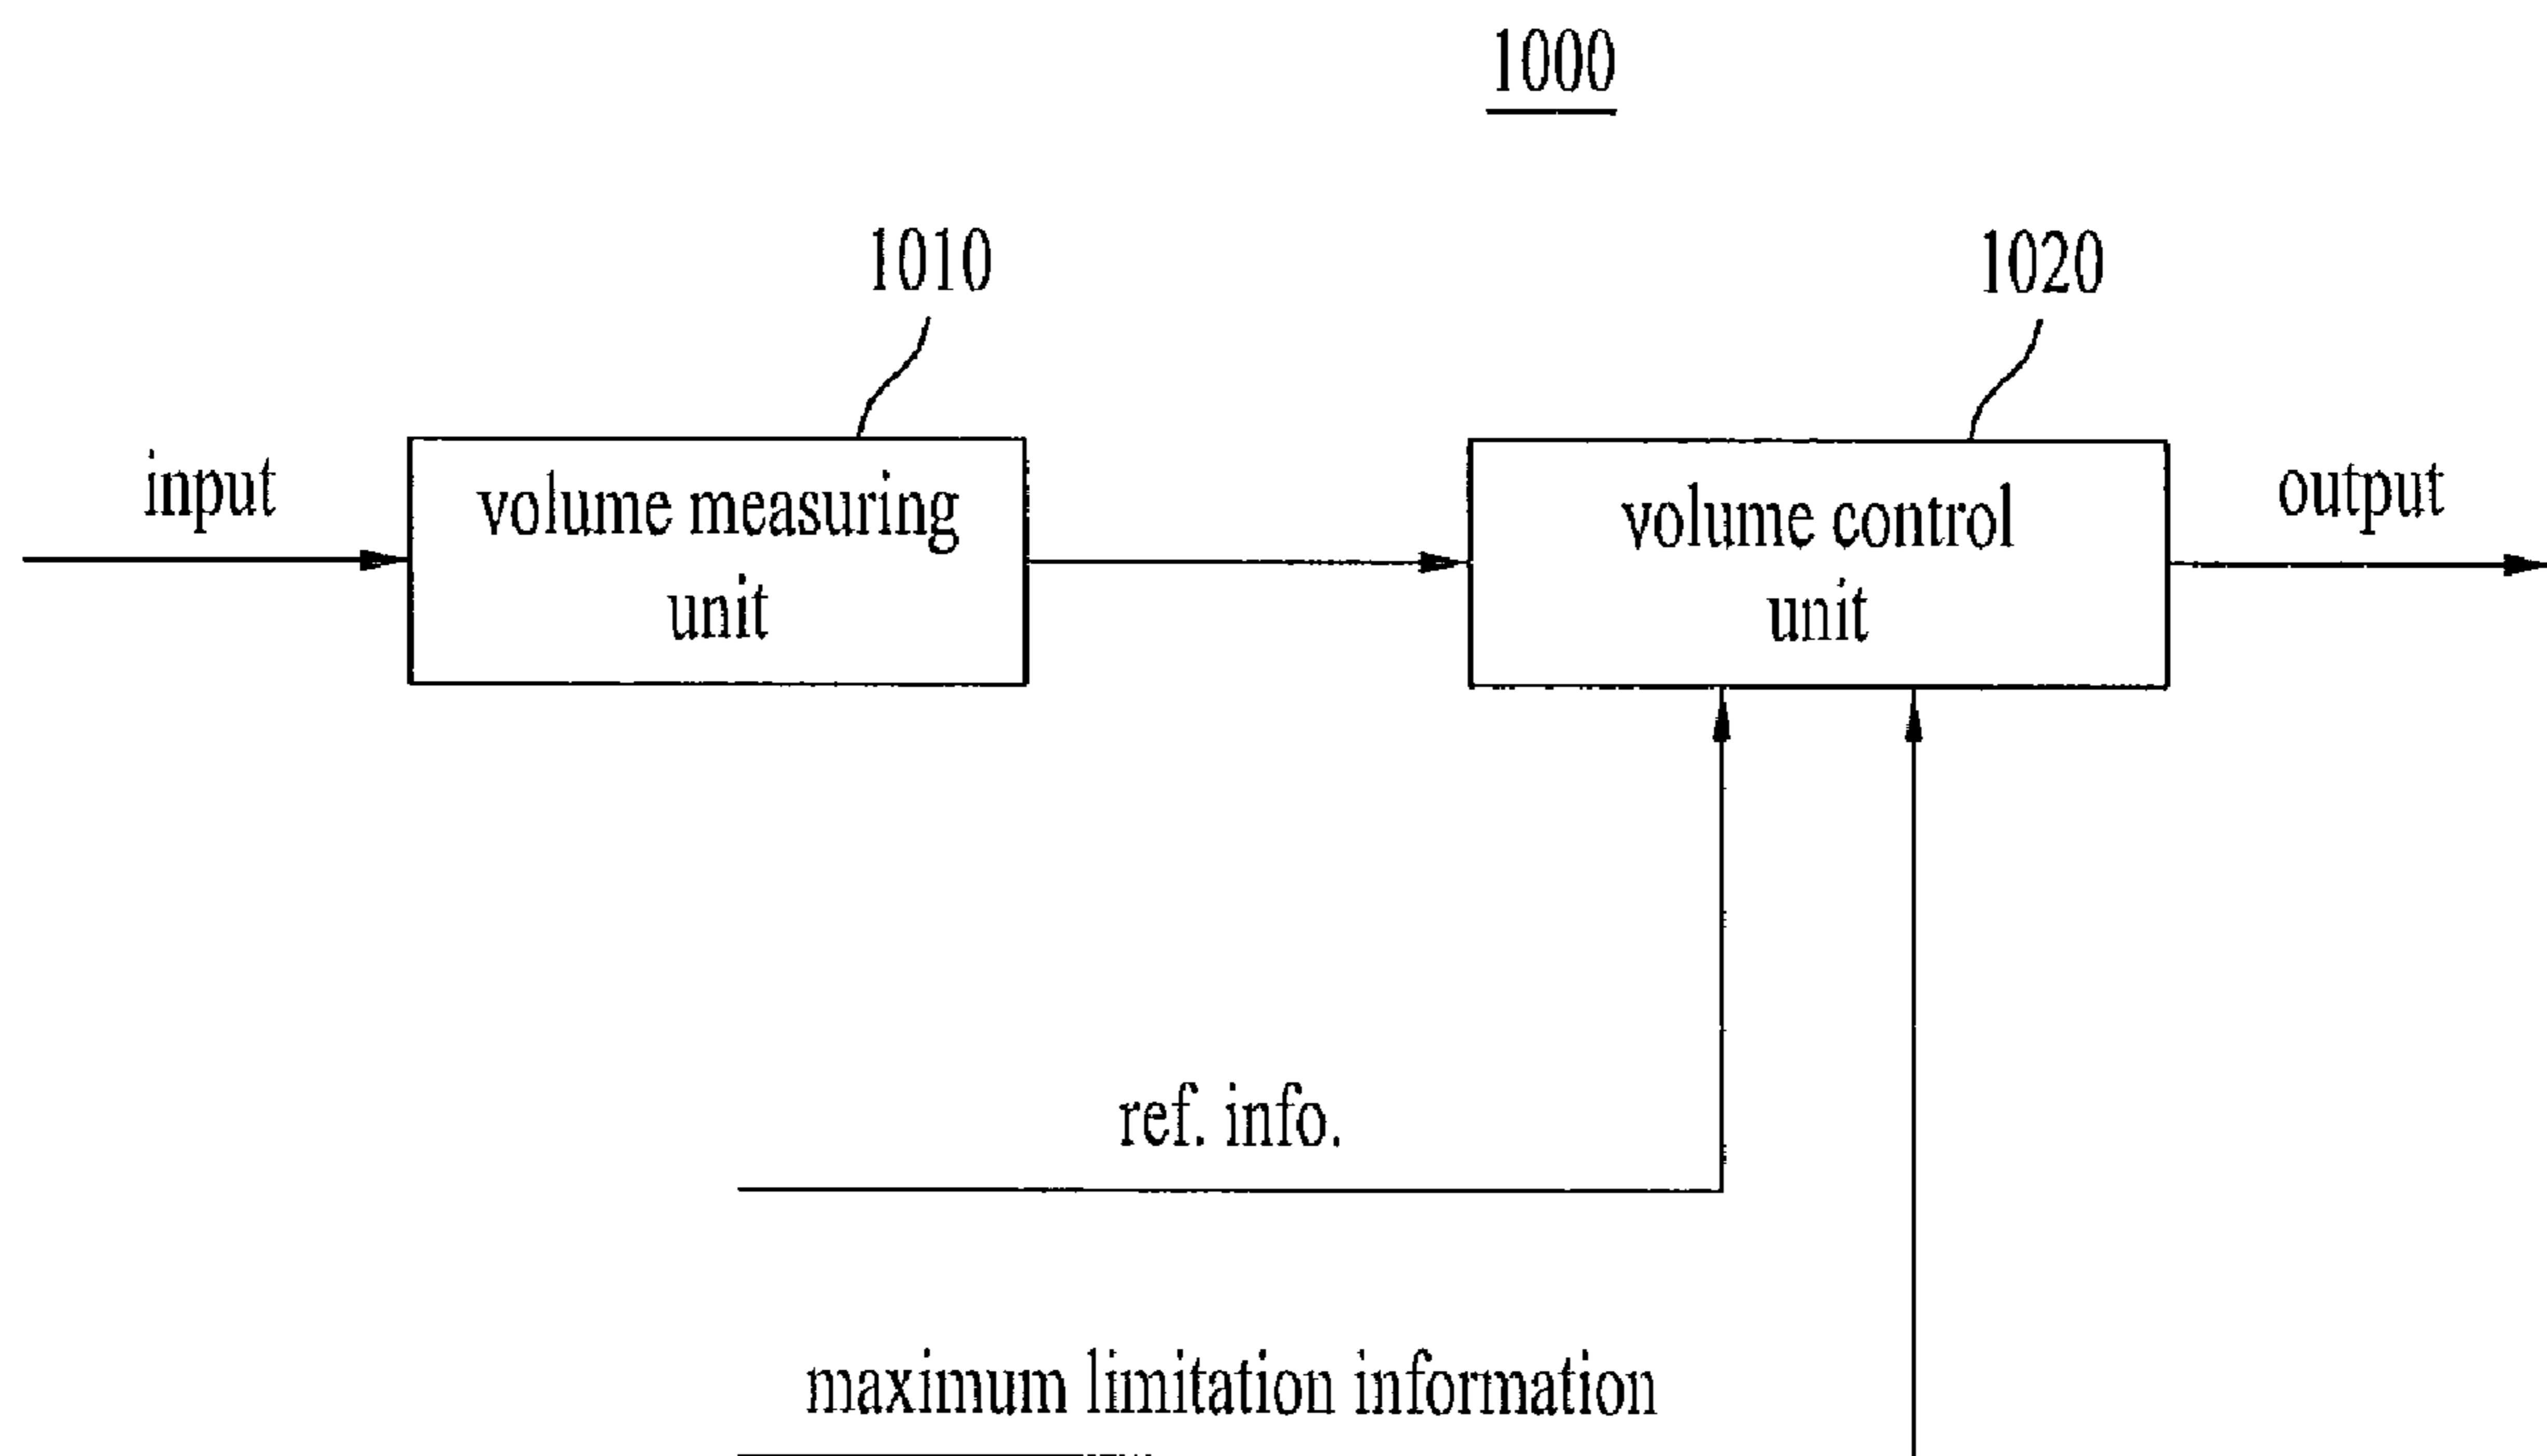 1000
1010
1020
input
volume measuring
unit
volume control
unit
output
ref. info.
maximum limitation information